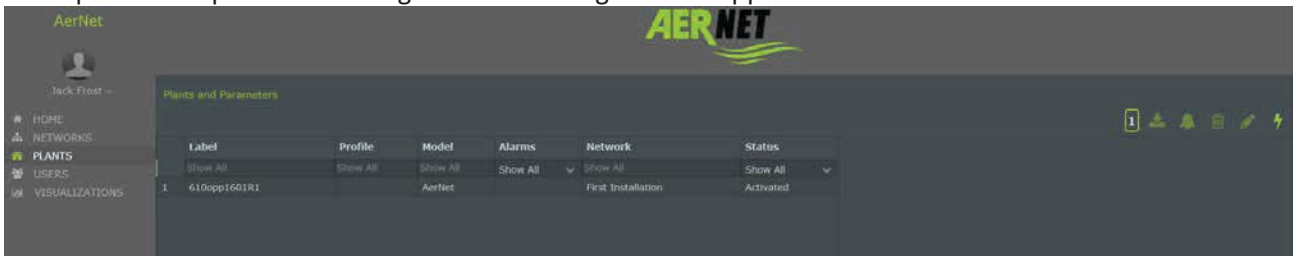 AerNet
AERNET
Jack Frost
Plants and Parameters
HOME
NETWORKS
PLANTS
USERS
VISUALIZATIONS
1
Label Profile Model Alarms Network Status
Show All Show All Show All Show All Show All Show All
1 610opp1601R1 AerNet First Installation Activated